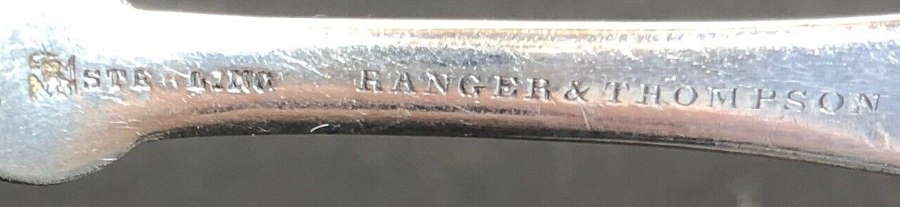 STERLING RANGER & THOMPSON